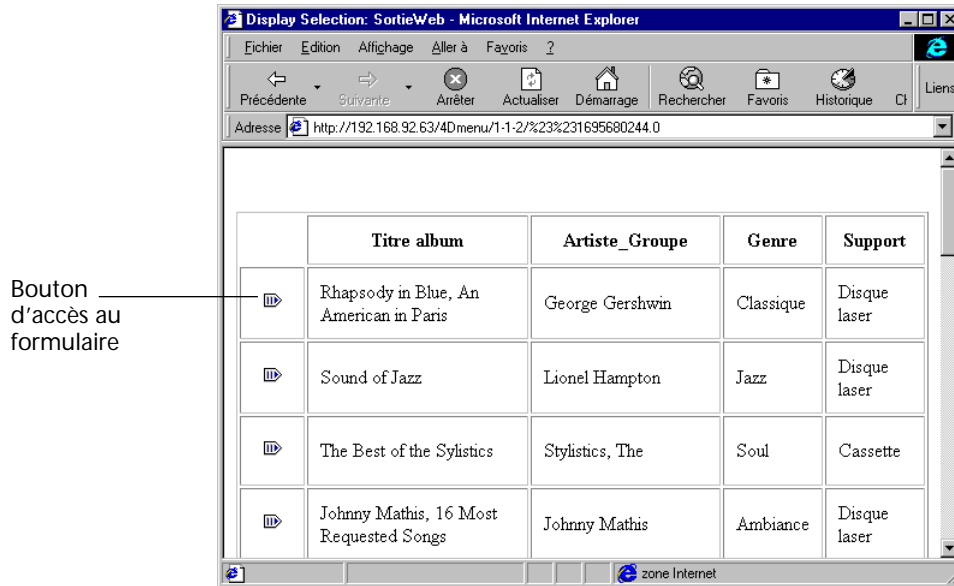 Display Selection: SortieWeb - Microsoft Internet Explorer
Fichier Edition Affichage Aller à Favoris ?
Précédente Suivante Arrêter Actualiser Démarrage Rechercher Favoris Historique Liens
Adresse http://192.168.92.63/4Dmenu/1-1-2/%23%231695680244.0
Titre album Artiste_Groupe Genre Support
Bouton
d'accès au
formulaire
Rhapsody in Blue, An
American in Paris
George Gershwin
Classique
Disque
laser
Sound of Jazz
Lionel Hampton
Jazz
Disque
laser
The Best of the Sylistics
Stylistics, The
Soul
Cassette
Johnny Mathis, 16 Most
Requested Songs
Johnny Mathis
Ambiance
Disque
laser
zone Internet